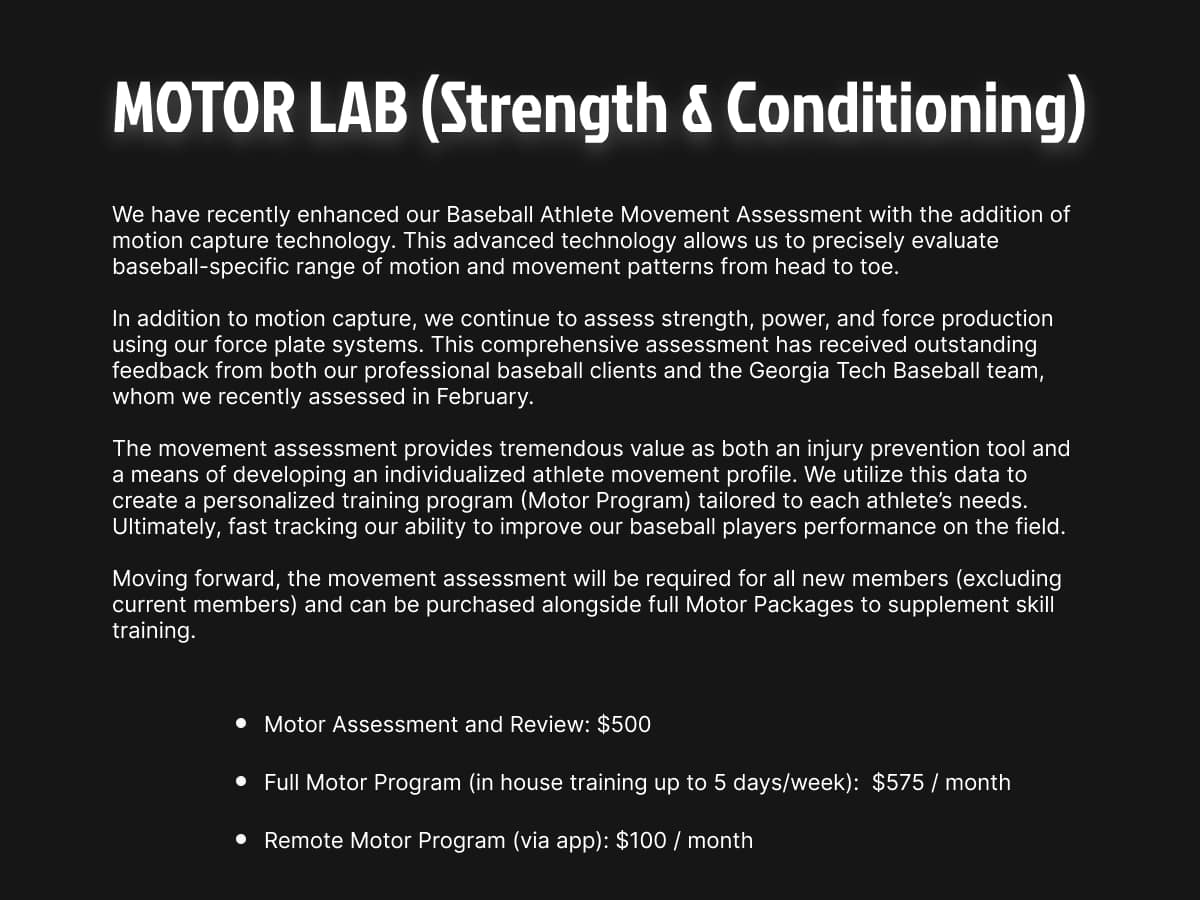 MOTOR LAB (Strength & Conditioning)
We have recently enhanced our Baseball Athlete Movement Assessment with the addition of
motion capture technology. This advanced technology allows us to precisely evaluate
baseball-specific range of motion and movement patterns from head to toe.
In addition to motion capture, we continue to assess strength, power, and force production
using our force plate systems. This comprehensive assessment has received outstanding
feedback from both our professional baseball clients and the Georgia Tech Baseball team,
whom we recently assessed in February.
The movement assessment provides tremendous value as both an injury prevention tool and
a means of developing an individualized athlete movement profile. We utilize this data to
create a personalized training program (Motor Program) tailored to each athlete’s needs.
Ultimately, fast tracking our ability to improve our baseball players performance on the field.
Moving forward, the movement assessment will be required for all new members (excluding
current members) and can be purchased alongside full Motor Packages to supplement skill
training.
• Motor Assessment and Review: $500
• Full Motor Program (in house training up to 5 days/week):  $575 / month
• Remote Motor Program (via app): $100 / month